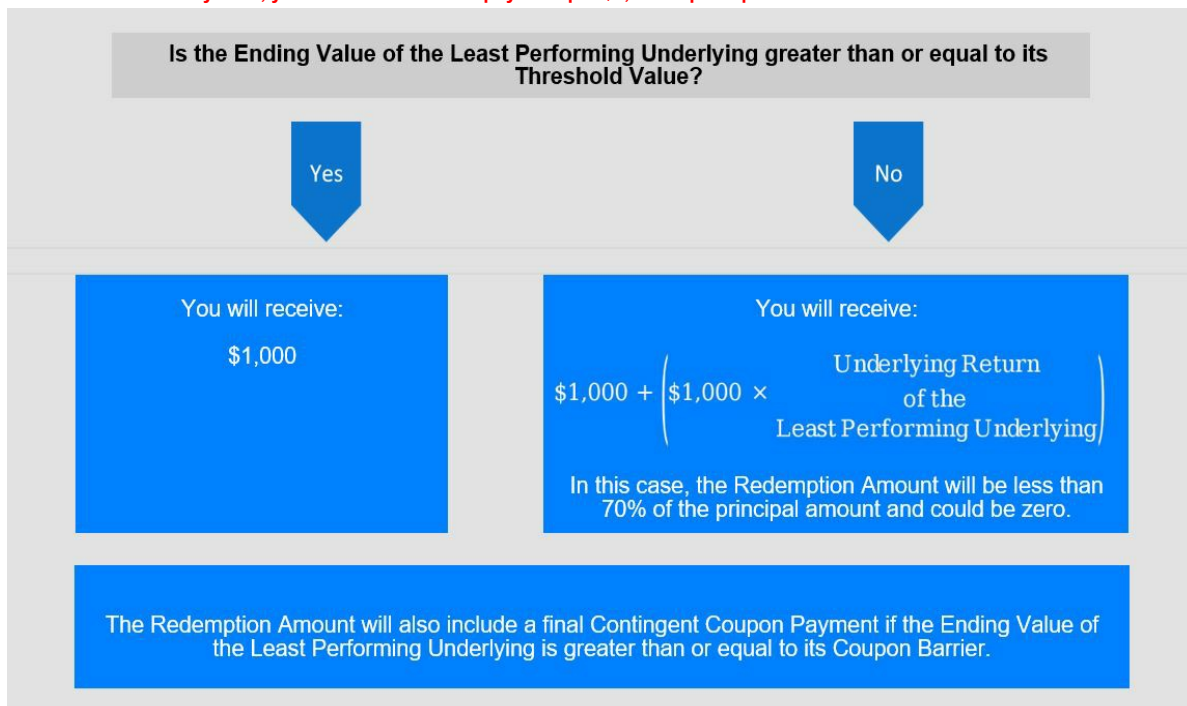 Is the Ending Value of the Least Performing Underlying greater than or equal to its
Threshold Value?
Yes
No
You will receive:
$1,000
You will receive:
$1,000 + ($1,000 × Underlying Return
of the
Least Performing Underlying)
In this case, the Redemption Amount will be less than
70% of the principal amount and could be zero.
The Redemption Amount will also include a final Contingent Coupon Payment if the Ending Value of
the Least Performing Underlying is greater than or equal to its Coupon Barrier.